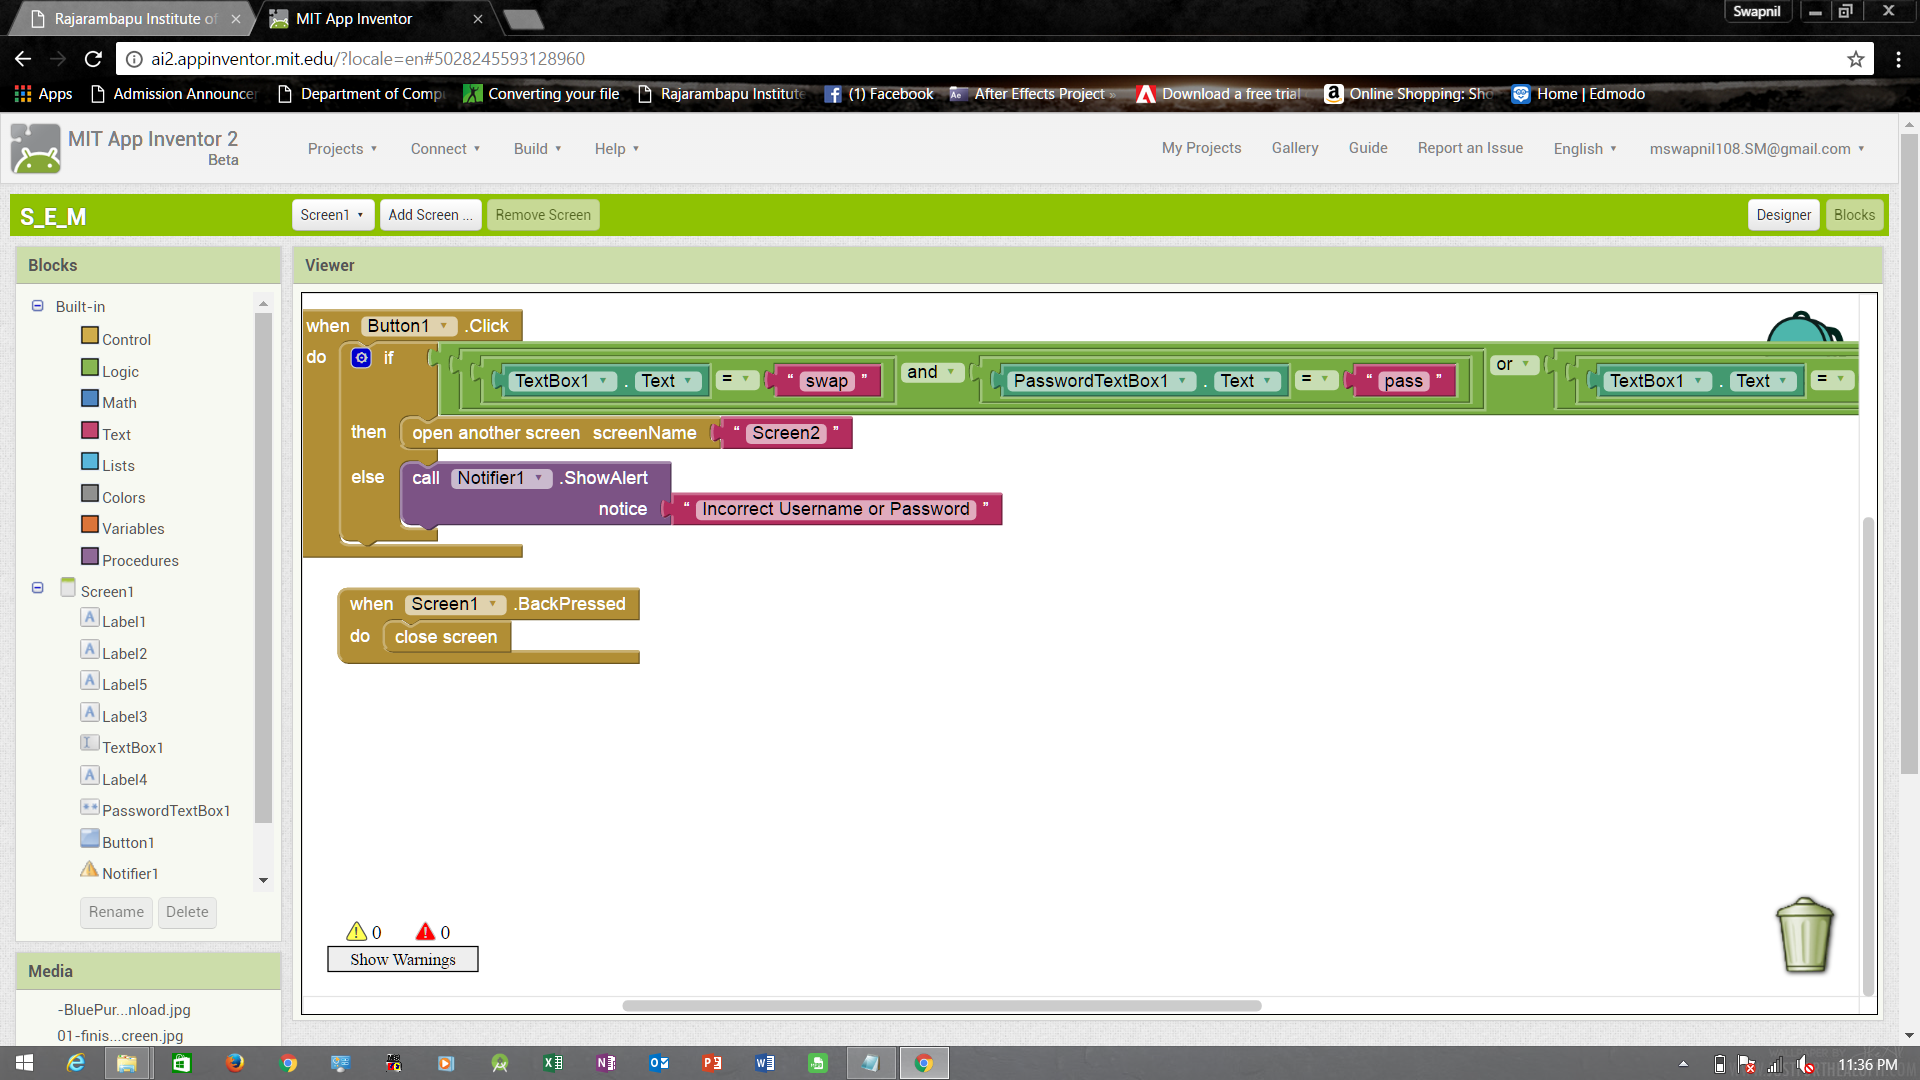 Rajarambapu Institute of
MIT App Inventor
Swapnil
ai2.appinventor.mit.edu/?locale=en#5028245593128960
Apps
Admission Announcer
Department of Comp
Converting your file
Rajarambapu Institute
(1) Facebook
After Effects Project »
Download a free trial
Online Shopping: Sho
Home | Edmodo
MIT App Inventor 2
Beta
Projects
Connect
Build
Help
My Projects
Gallery
Guide
Report an Issue
English
mswapnil108.SM@gmail.com
S_E_M
Screen1
Add Screen ...
Remove Screen
Designer
Blocks
Blocks
Viewer
Built-in
Control
Logic
Math
Text
Lists
Colors
Variables
Procedures
Screen1
Label1
Label2
Label5
Label3
TextBox1
Label4
PasswordTextBox1
Button1
Notifier1
Rename
Delete
Media
-BluePur...nload.jpg
01-finis...creen.jpg
when Button1 .Click
do if TextBox1 . Text = " swap " and PasswordTextBox1 . Text = " pass " or TextBox1 . Text =
then open another screen screenName " Screen2 "
else call Notifier1 .ShowAlert
notice " Incorrect Username or Password "
when Screen1 .BackPressed
do close screen
0 0
Show Warnings
11:36 PM